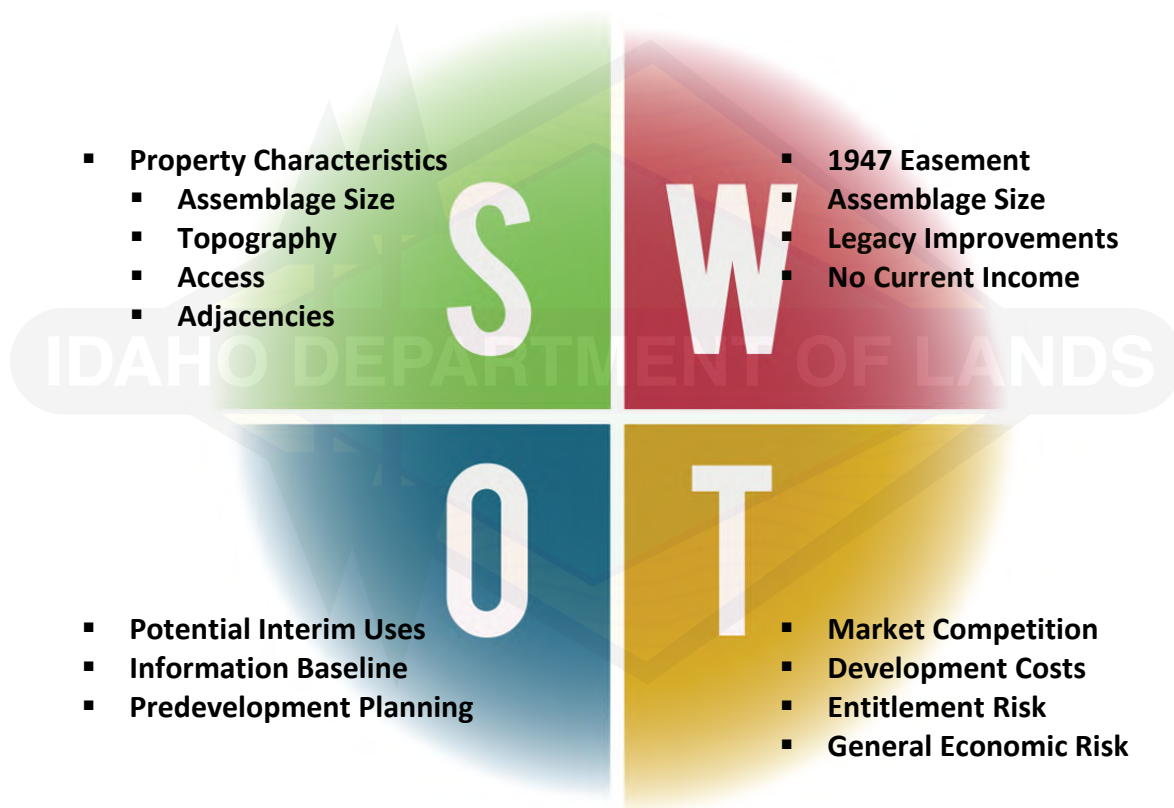 S
▪ Property Characteristics
▪ Assemblage Size
▪ Topography
▪ Access
▪ Adjacencies
W
▪ 1947 Easement
▪ Assemblage Size
▪ Legacy Improvements
▪ No Current Income
IDAHO DEPARTMENT OF LANDS
O
▪ Potential Interim Uses
▪ Information Baseline
▪ Predevelopment Planning
T
▪ Market Competition
▪ Development Costs
▪ Entitlement Risk
▪ General Economic Risk